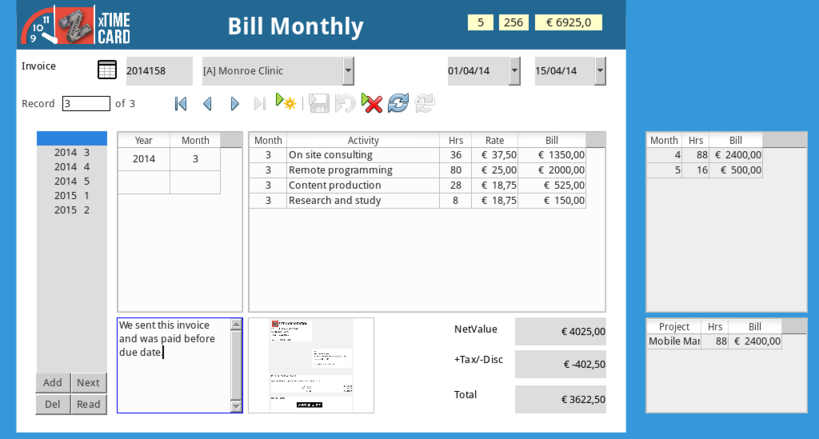 11
10
9
xTIME
CARD
Bill Monthly
5 256 € 6925,0
Invoice 2014158 [A] Monroe Clinic 01/04/14 15/04/14
Record 3 of 3
2014 3
2014 4
2014 5
2015 1
2015 2
Year Month
2014 3
Month Activity Hrs Rate Bill
3 On site consulting 36 € 37,50 € 1350,00
3 Remote programming 80 € 25,00 € 2000,00
3 Content production 28 € 18,75 € 525,00
3 Research and study 8 € 18,75 € 150,00
Month Hrs Bill
4 88 € 2400,00
5 16 € 500,00
We sent this invoice
and was paid before
due date.
NetValue € 4025,00
+Tax/-Disc € -402,50
Total € 3622,50
Project Hrs Bill
Mobile Mar 88 € 2400,00
Add Next
Del Read